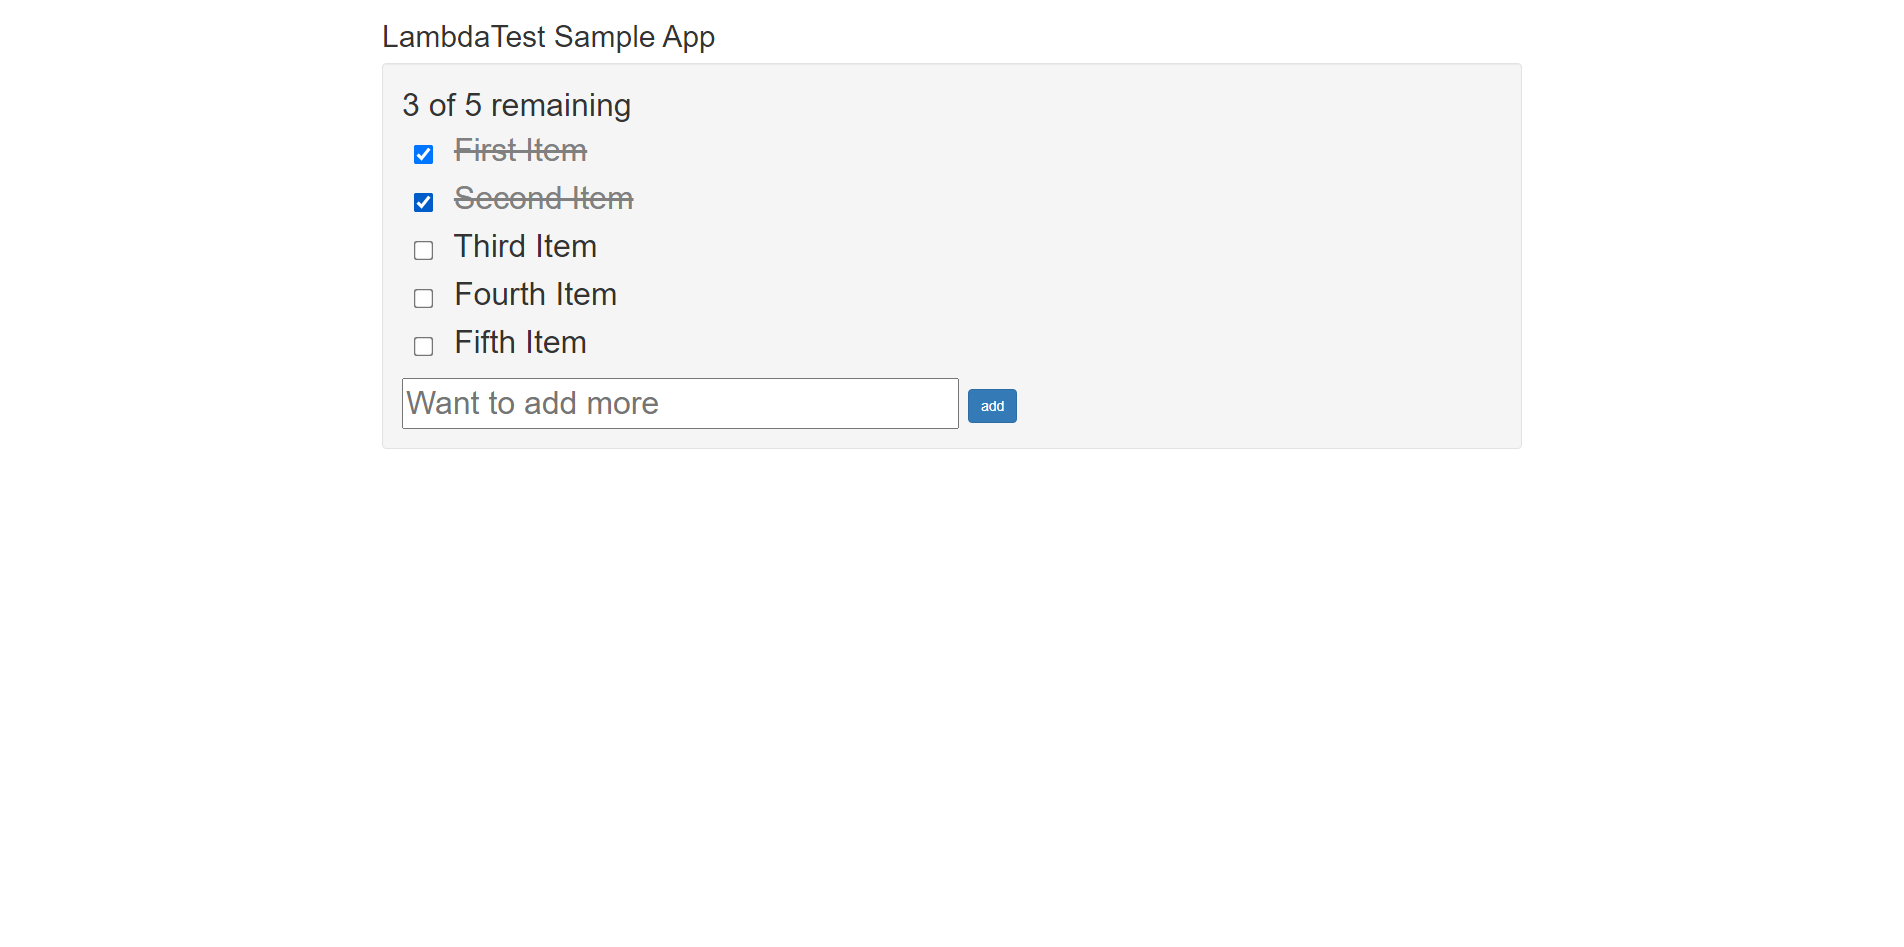 LambdaTest Sample App
3 of 5 remaining
First Item
Second Item
Third Item
Fourth Item
Fifth Item
Want to add more
add